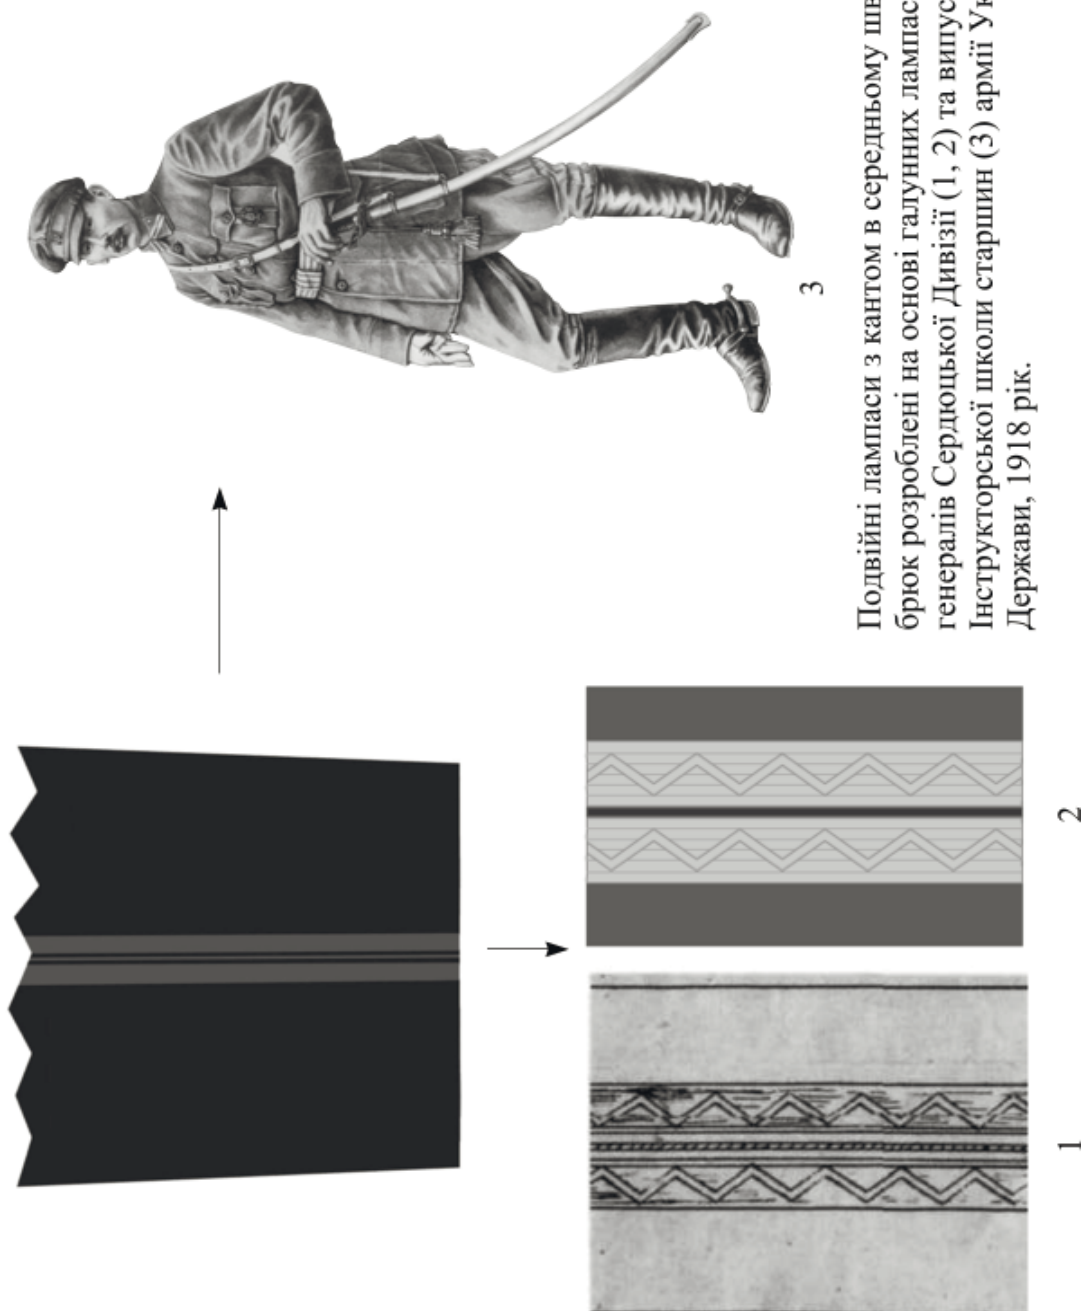 3
Подвійні лампаси з кантом в середньому
брюк розроблені на основі галунних
генералів Сердюцької Дивізії (1, 2) та
Інструкторської школи старшин (3) армії
Держави, 1918 рік.
1
2